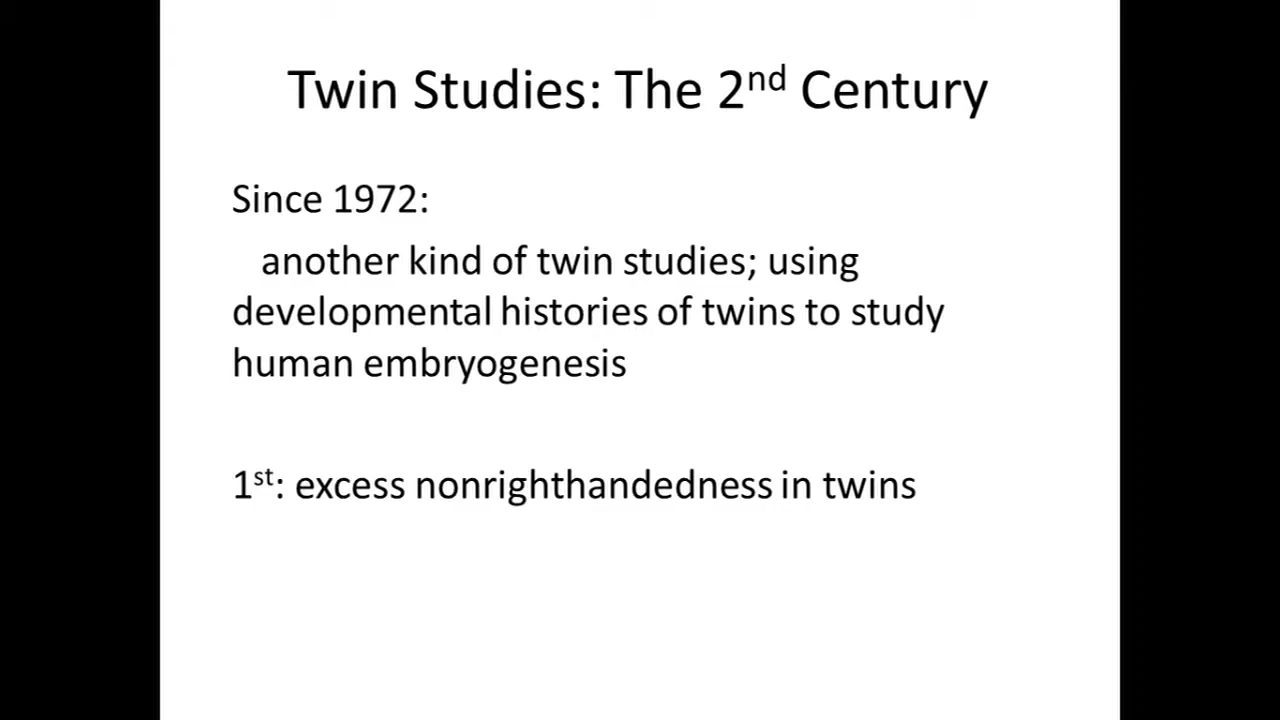 Twin Studies: The 2nd Century
Since 1972:
another kind of twin studies; using
developmental histories of twins to study
human embryogenesis
1st: excess nonrighthandedness in twins